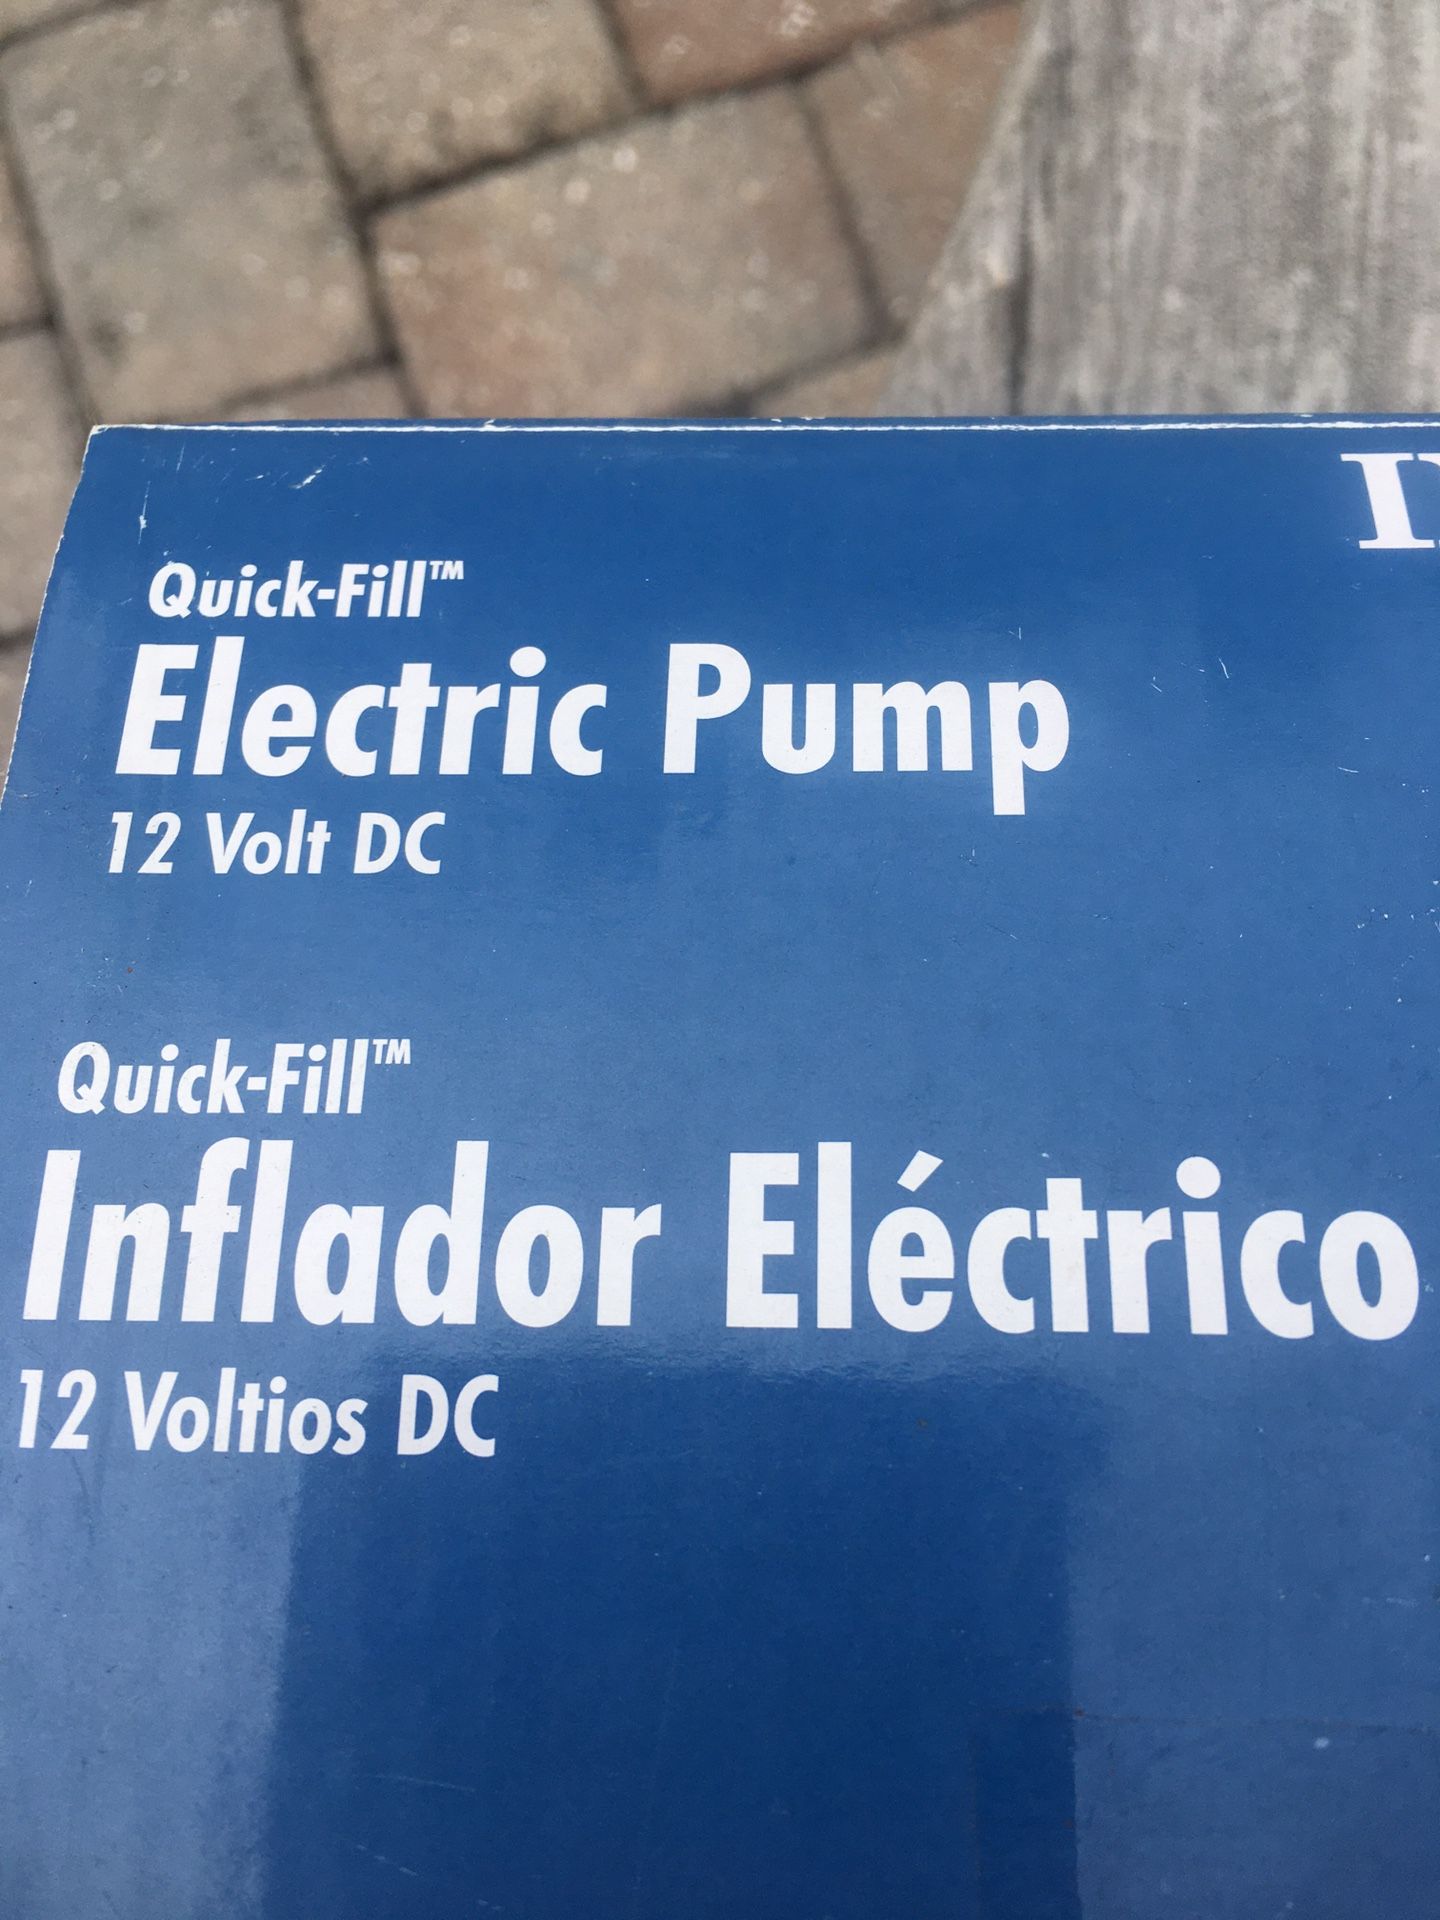 Quick-Fill™
Electric Pump
12 Volt DC
Quick-Fill™
Inflador Eléctrico
12 Voltios DC